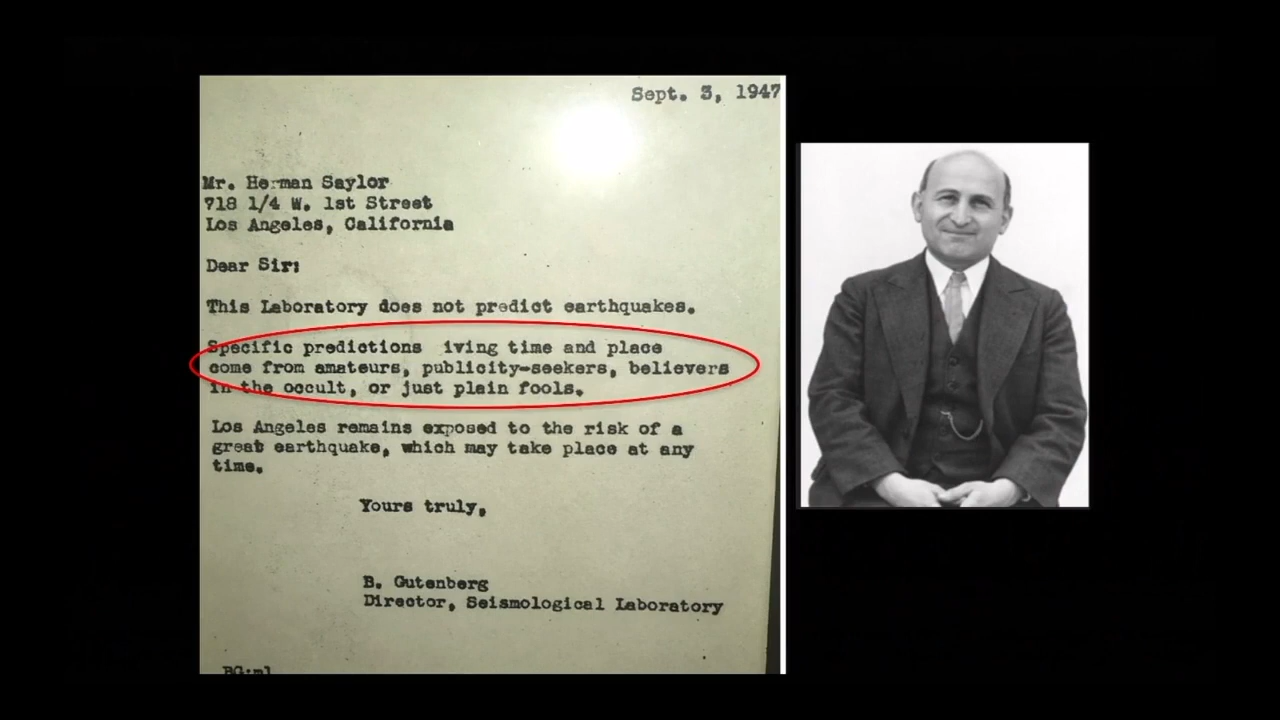 Sept. 3, 1947
Mr. Herman Saylor
718 1/4 W. 1st Street
Los Angeles, California
Dear Sir:
This Laboratory does not predict earthquakes.
Specific predictions iving time and place
come from amateurs, publicity-seekers, believers
in the occult, or just plain fools.
Los Angeles remains exposed to the risk of a
great earthquake, which may take place at any
time.
Yours truly,
B. Gutenberg
Director, Seismological Laboratory
BG:ml